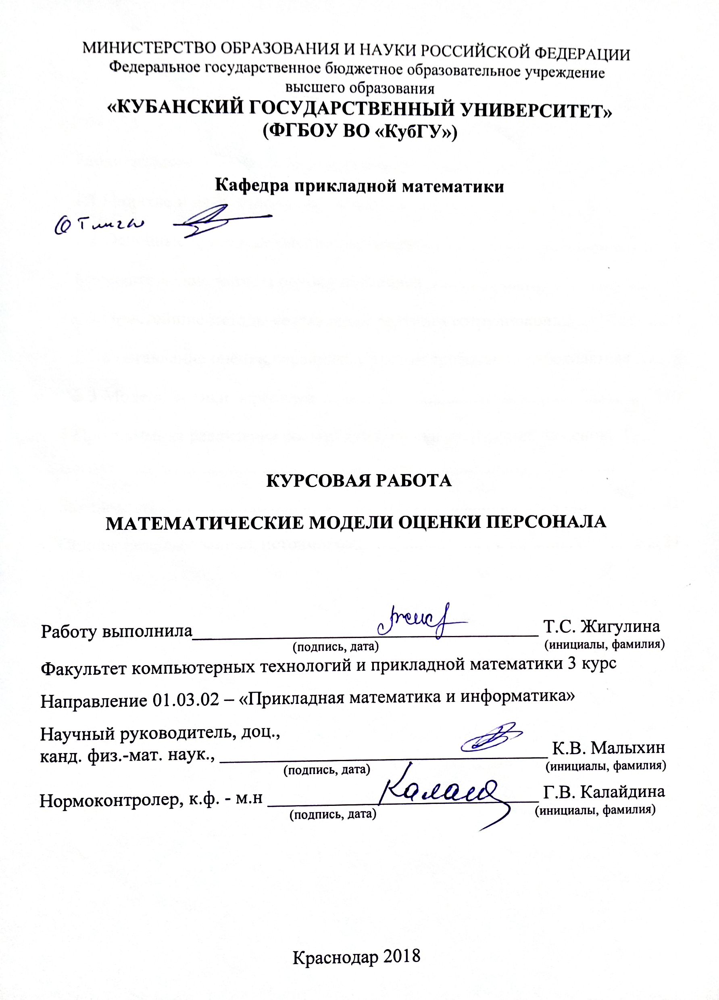 МИНИСТЕРСТВО ОБРАЗОВАНИЯ И НАУКИ РОССИЙСКОЙ ФЕДЕРАЦИИ
Федеральное государственное бюджетное образовательное учреждение
высшего образования
«КУБАНСКИЙ ГОСУДАРСТВЕННЫЙ УНИВЕРСИТЕТ»
(ФГБОУ ВО «КубГУ»)
Кафедра прикладной математики
Отлично
КУРСОВАЯ РАБОТА
МАТЕМАТИЧЕСКИЕ МОДЕЛИ ОЦЕНКИ ПЕРСОНАЛА
Работу выполнила Т.С. Жигулина
(подпись, дата) (инициалы, фамилия)
Факультет компьютерных технологий и прикладной математики 3 курс
Направление 01.03.02 – «Прикладная математика и информатика»
Научный руководитель, доц.,
канд. физ.-мат. наук., К.В. Малыхин
(подпись, дата) (инициалы, фамилия)
Нормоконтролер, к.ф. - м.н Г.В. Калайдина
(подпись, дата) (инициалы, фамилия)
Краснодар 2018